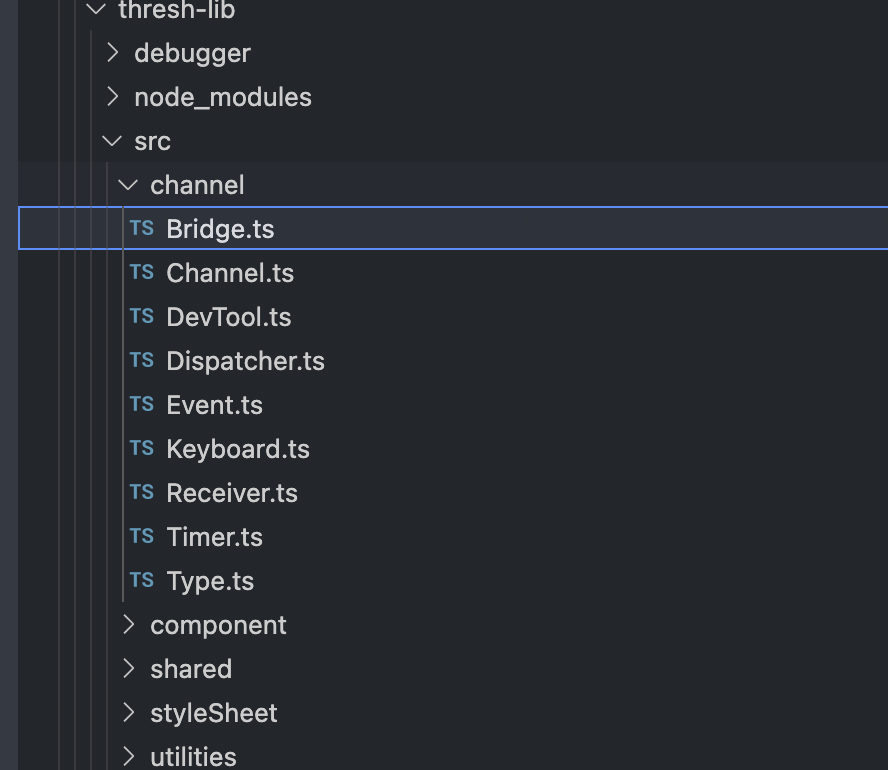 thresh-lib
debugger
node_modules
src
channel
TS Bridge.ts
TS Channel.ts
TS DevTool.ts
TS Dispatcher.ts
TS Event.ts
TS Keyboard.ts
TS Receiver.ts
TS Timer.ts
TS Type.ts
component
shared
styleSheet
utilities